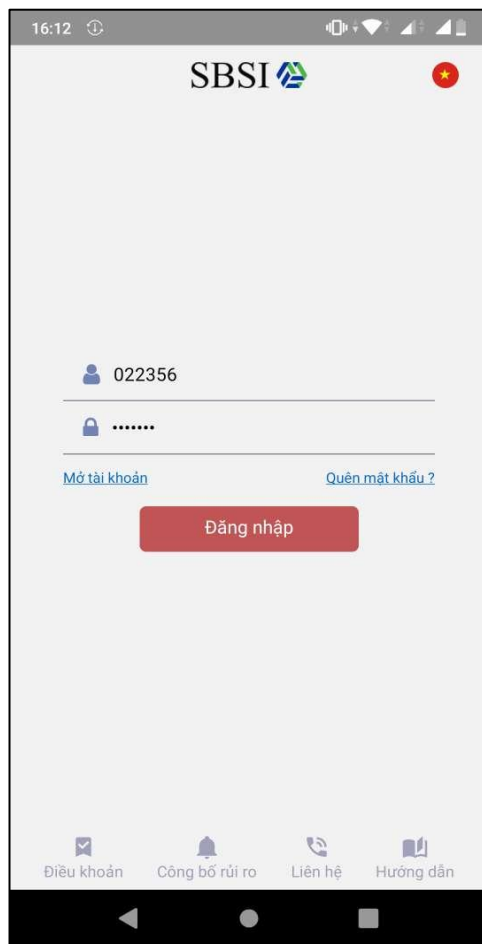 16:12
SBSI
022356
•••••••
Mở tài khoản
Quên mật khẩu ?
Đăng nhập
Điều khoản
Công bố rủi ro
Liên hệ
Hướng dẫn